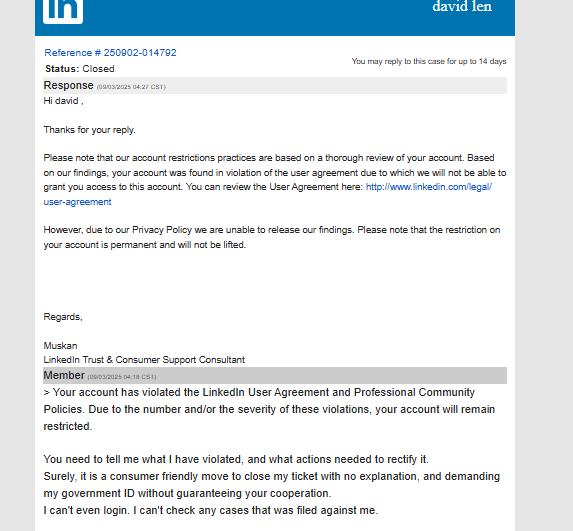 in
david len
Reference # 250902-014792
Status: Closed
You may reply to this case for up to 14 days
Response (09/03/2025 04:27 CST)
Hi david ,
Thanks for your reply.
Please note that our account restrictions practices are based on a thorough review of your account. Based
on our findings, your account was found in violation of the user agreement due to which we will not be able to
grant you access to this account. You can review the User Agreement here: http://www.linkedin.com/legal/
user-agreement
However, due to our Privacy Policy we are unable to release our findings. Please note that the restriction on
your account is permanent and will not be lifted.
Regards,
Muskan
LinkedIn Trust & Consumer Support Consultant
Member (09/03/2025 04:18 CST)
> Your account has violated the LinkedIn User Agreement and Professional Community
Policies. Due to the number and/or the severity of these violations, your account will remain
restricted.
You need to tell me what I have violated, and what actions needed to rectify it.
Surely, it is a consumer friendly move to close my ticket with no explanation, and demanding
my government ID without guaranteeing your cooperation.
I can't even login. I can't check any cases that was filed against me.